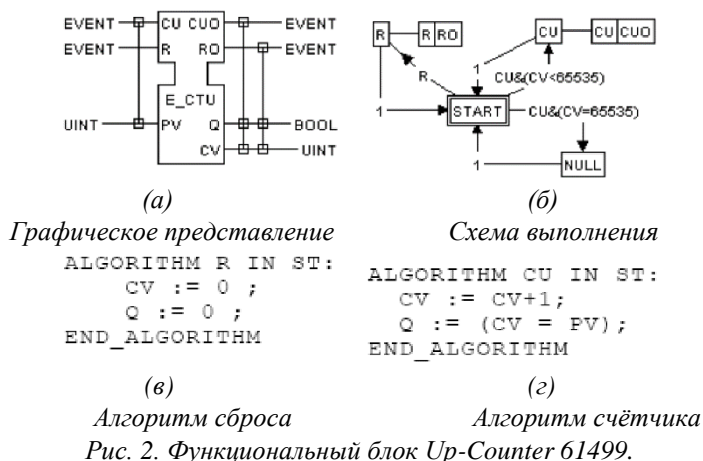 EVENT CU CUO EVENT
EVENT R RO EVENT
E_CTU
UINT PV Q BOOL
CV UINT
R R RO CU CU CUO
1
R CU&(CV<65535)
1 START CU&(CV=65535)
1 NULL
(а) (б)
Графическое представление Схема выполнения
ALGORITHM R IN ST:
CV := 0 ;
Q := 0 ;
END_ALGORITHM
ALGORITHM CU IN ST:
CV := CV+1;
Q := (CV = PV);
END_ALGORITHM
(в) (г)
Алгоритм сброса Алгоритм счётчика
Рис. 2. Функциональный блок Up-Counter 61499.